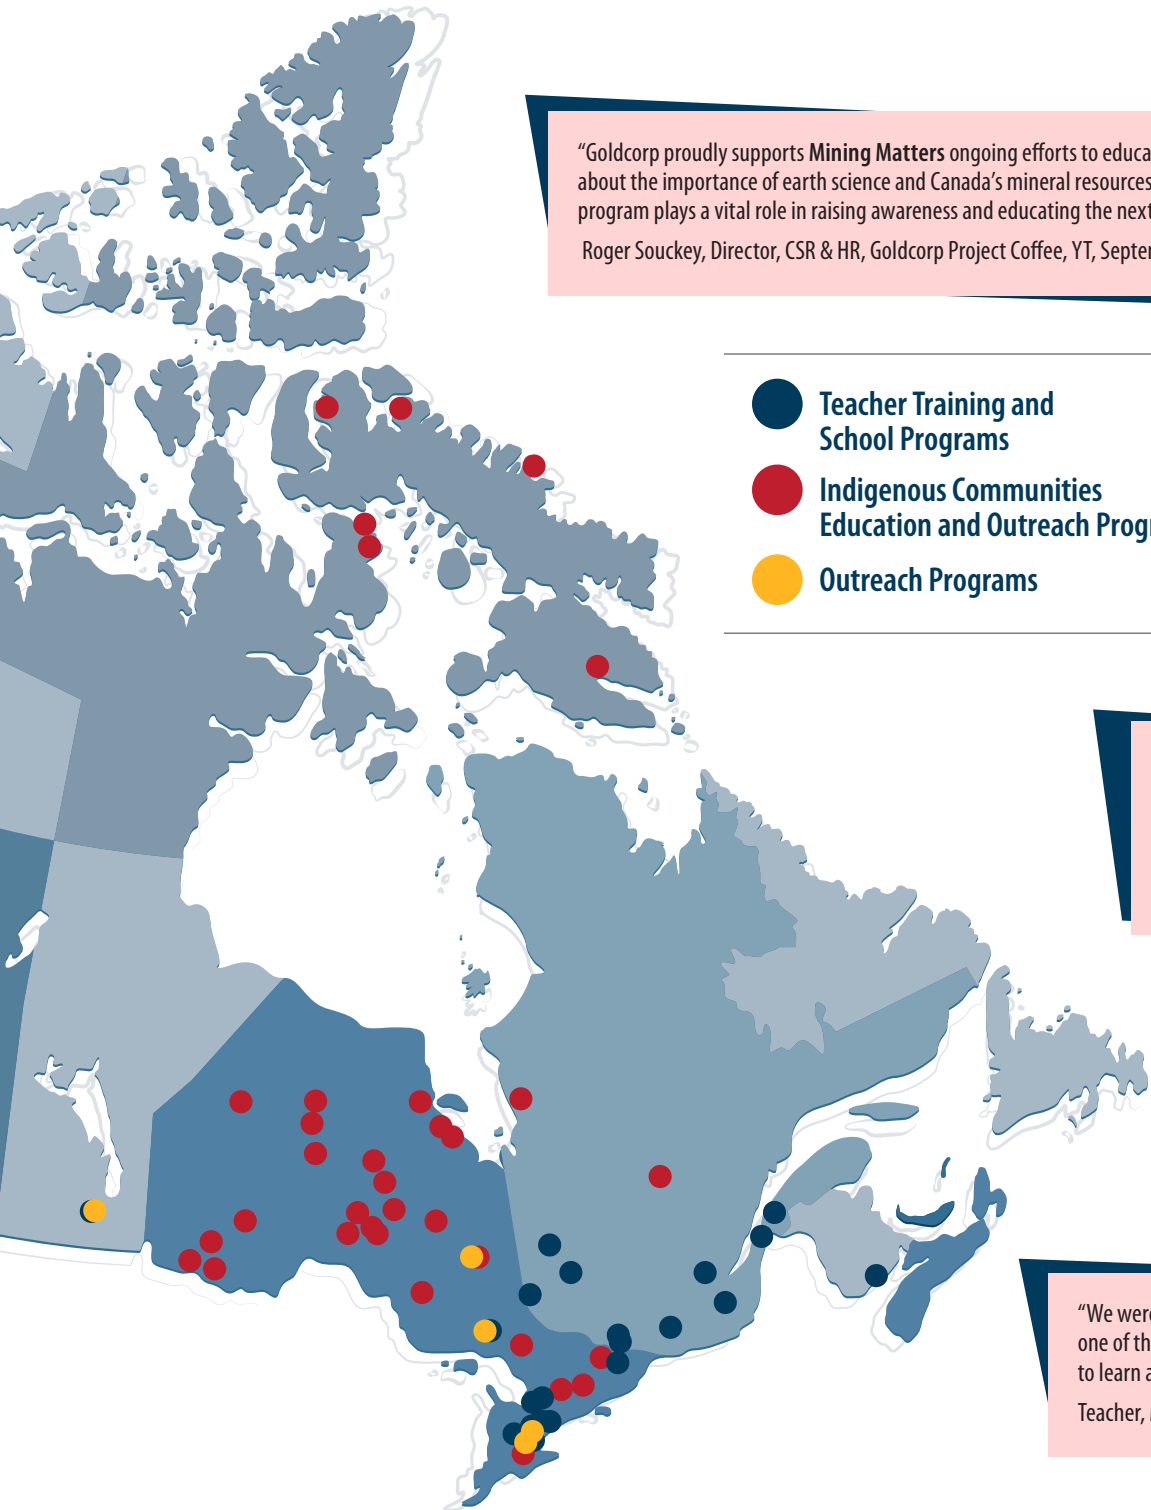 “Goldcorp proudly supports Mining Matters ongoing efforts to educa
about the importance of earth science and Canada’s mineral resources
program plays a vital role in raising awareness and educating the next
Roger Souckey, Director, CSR & HR, Goldcorp Project Coffee, YT, Septe
Teacher Training and
School Programs
Indigenous Communities
Education and Outreach Prog
Outreach Programs
“We were
one of th
to learn a
Teacher,